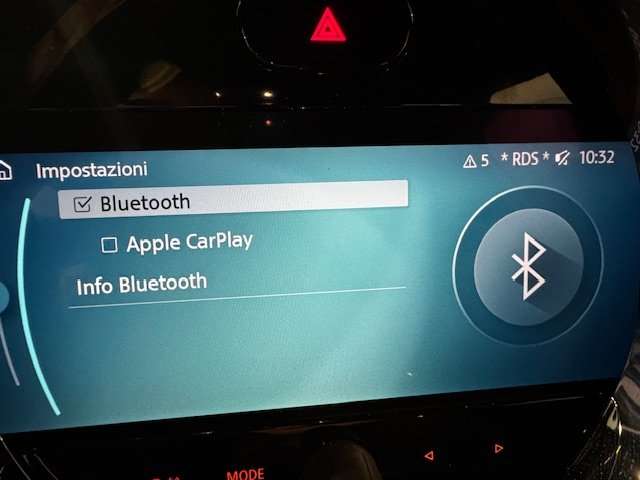 Impostazioni 5 * RDS * 10:32
Bluetooth
Apple CarPlay
Info Bluetooth
MODE